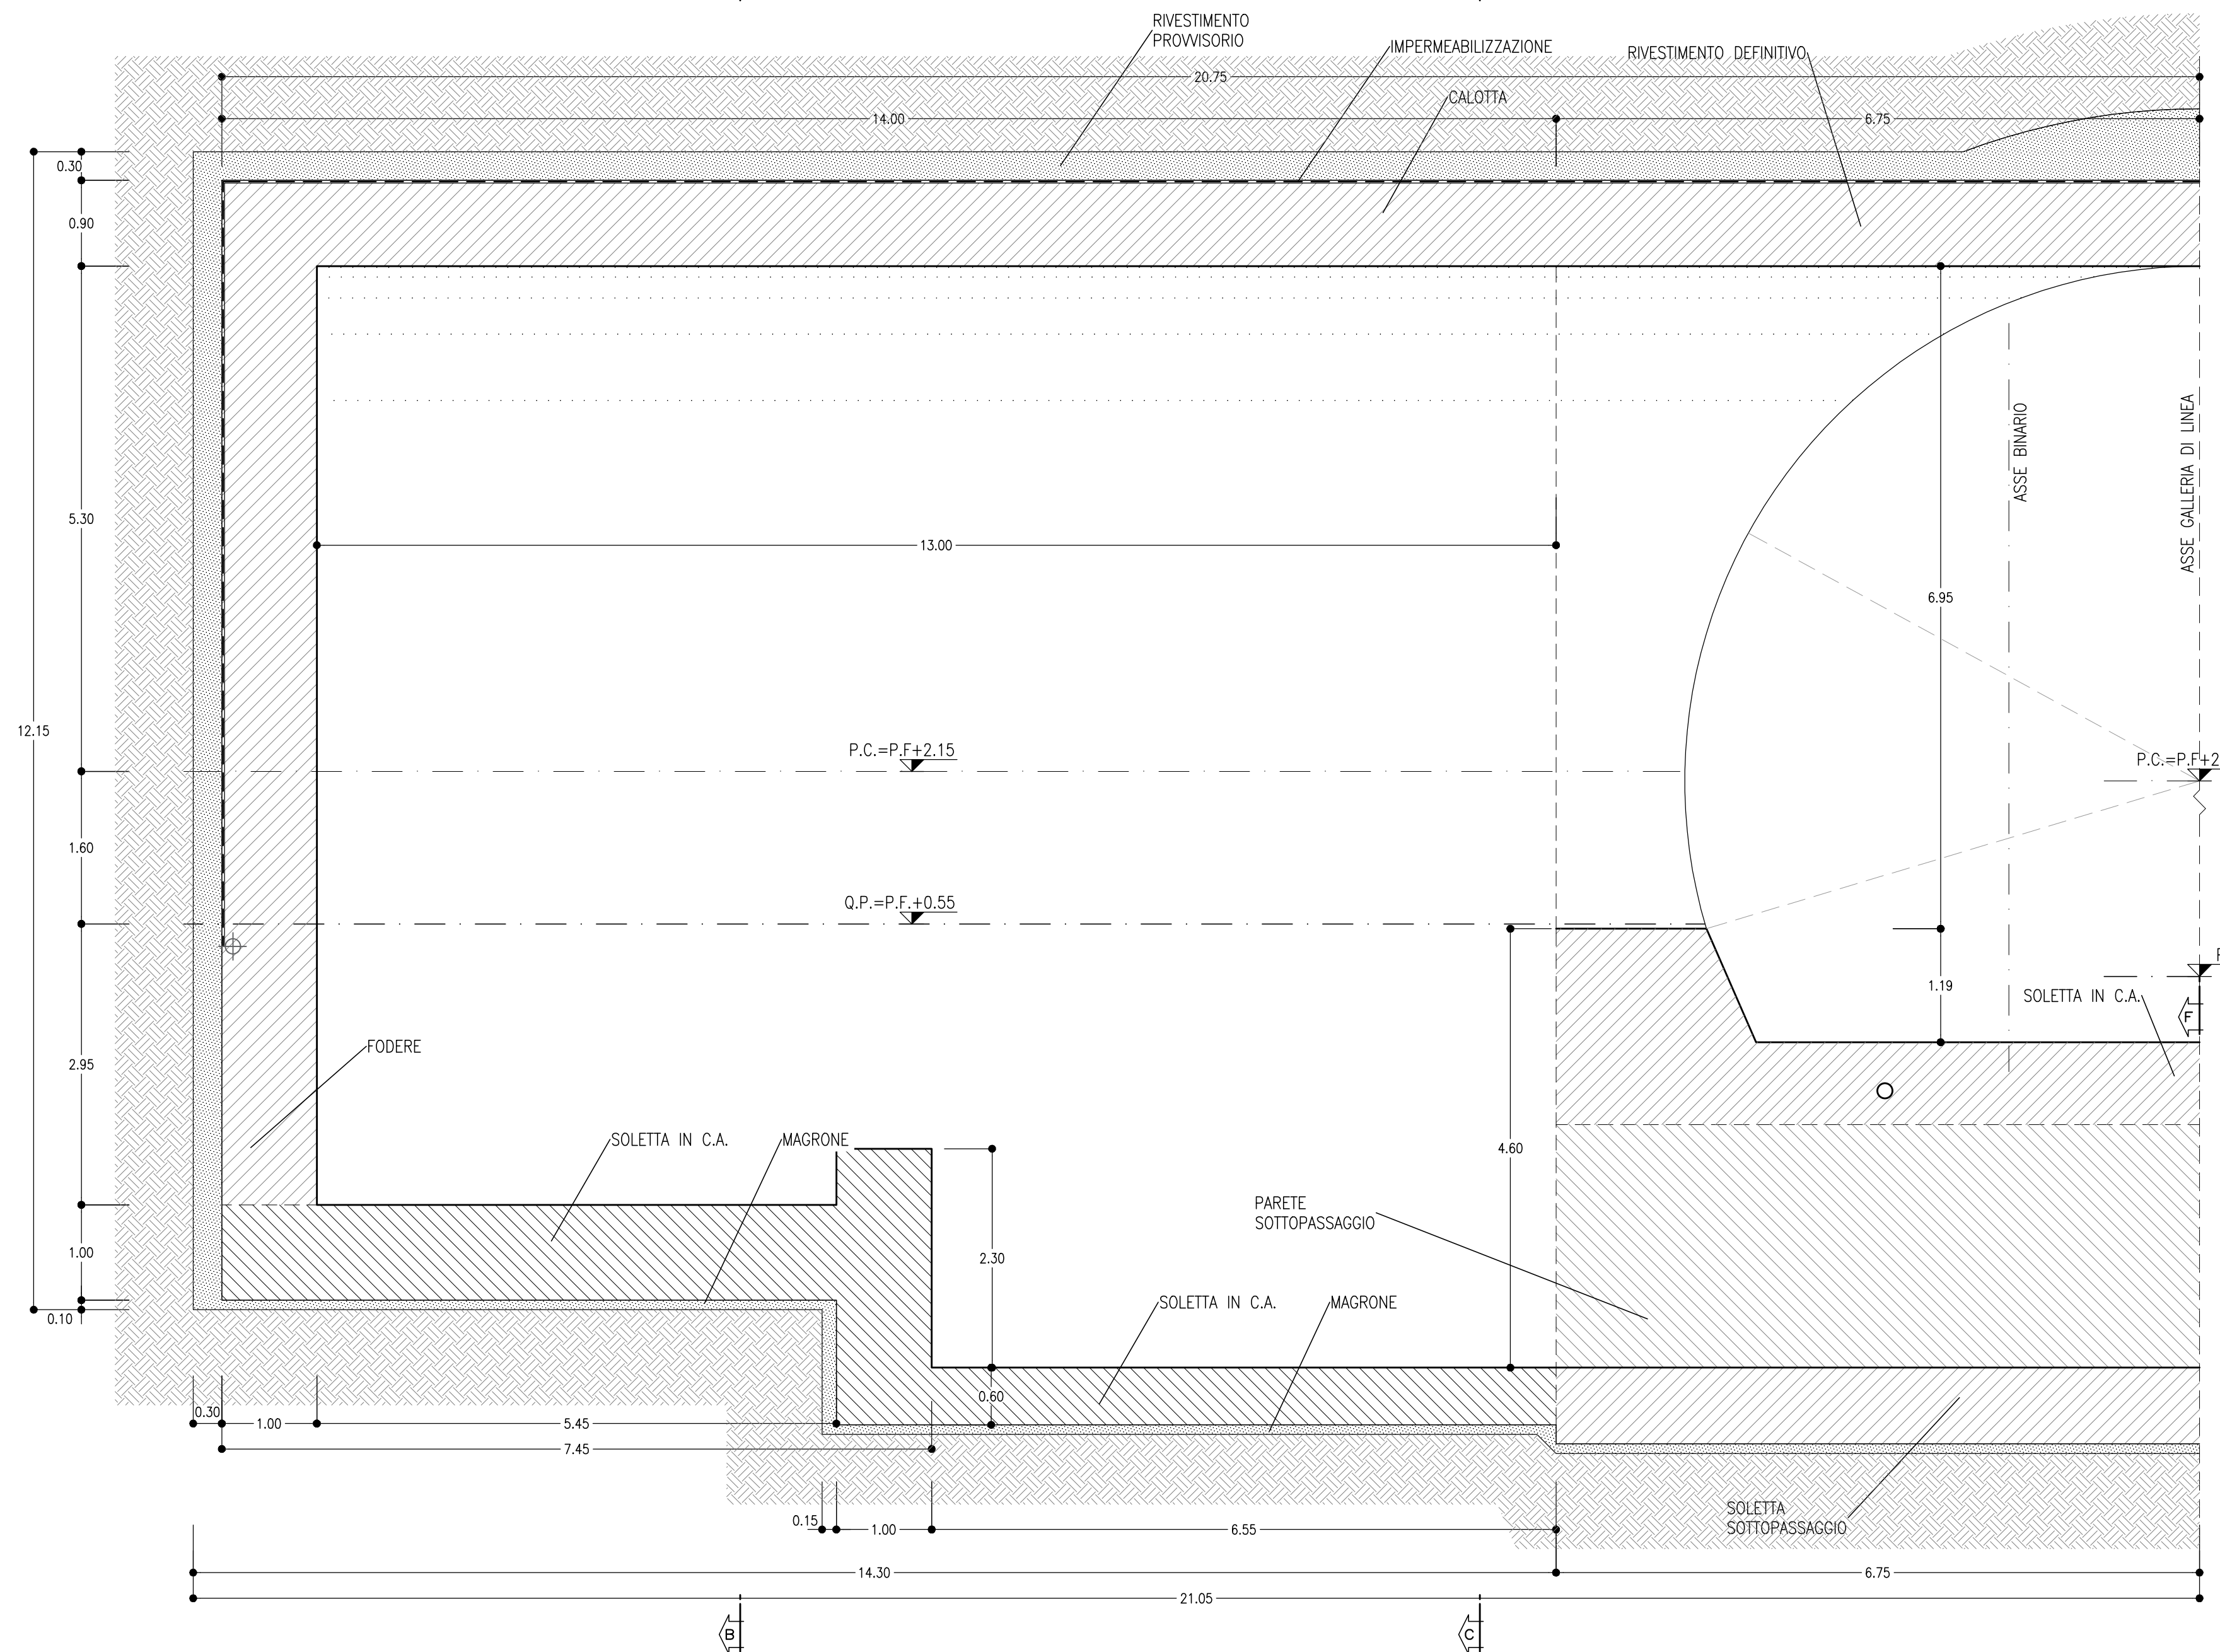 RIVESTIMENTO
PROVVISORIO
IMPERMEABILIZZAZIONE
RIVESTIMENTO DEFINITIVO
20.75
CALOTTA
14.00
6.75
0.30
0.90
5.30
ASSE BINARIO
ASSE GALLERIA DI LINEA
13.00
6.95
12.15
P.C.=P.F+2.15
P.C.=P.F+2
1.60
Q.P.=P.F.+0.55
1.19
SOLETTA IN C.A.
F
FODERE
2.95
SOLETTA IN C.A.
MAGRONE
4.60
PARETE
SOTTOPASSAGGIO
1.00
2.30
SOLETTA IN C.A.
MAGRONE
0.10
0.60
0.30
1.00
5.45
7.45
0.15
1.00
6.55
SOLETTA
SOTTOPASSAGGIO
14.30
6.75
21.05
B
C